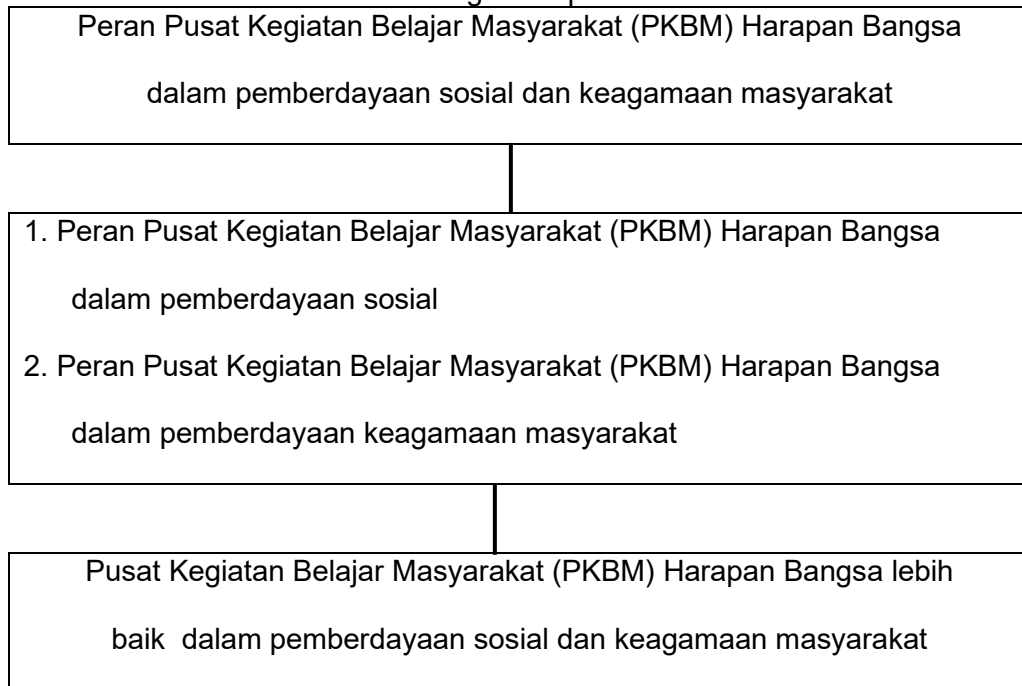 Peran Pusat Kegiatan Belajar Masyarakat (PKBM) Harapan Bangsa
dalam pemberdayaan sosial dan keagamaan masyarakat
1. Peran Pusat Kegiatan Belajar Masyarakat (PKBM) Harapan Bangsa
dalam pemberdayaan sosial
2. Peran Pusat Kegiatan Belajar Masyarakat (PKBM) Harapan Bangsa
dalam pemberdayaan keagamaan masyarakat
Pusat Kegiatan Belajar Masyarakat (PKBM) Harapan Bangsa lebih
baik dalam pemberdayaan sosial dan keagamaan masyarakat